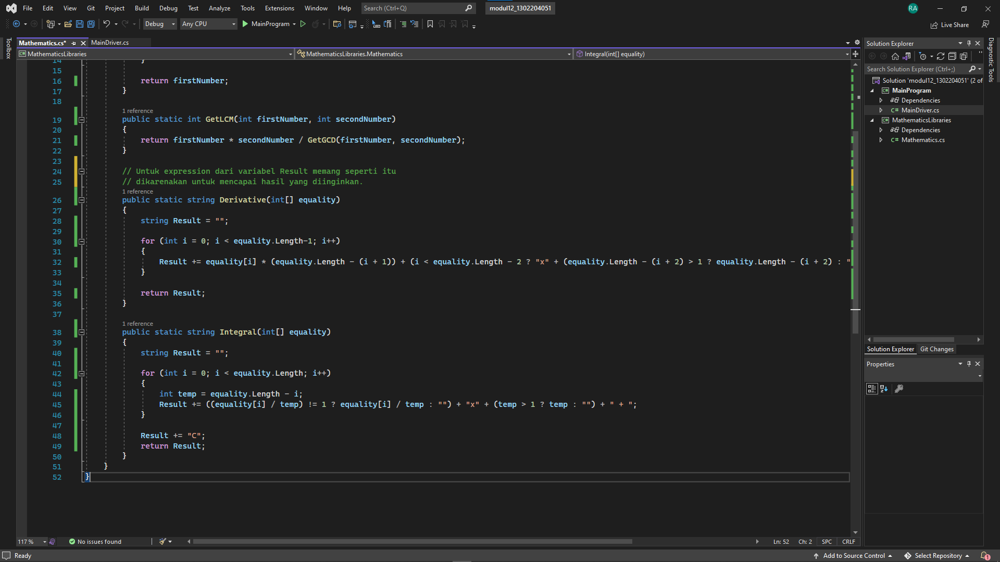 File Edit View Git Project Build Debug Test Analyze Tools Extensions Window Help Search (Ctrl+Q) modul12_1302204051 RA
Debug Any CPU MainProgram Live Share
Toolbox
Mathematics.cs* MainDriver.cs
MathematicsLibraries MathematicsLibraries.Mathematics Integral(int[] equality)
14 }
15
16 return firstNumber;
17 }
18
1 reference
19 public static int GetLCM(int firstNumber, int secondNumber)
20 {
21 return firstNumber * secondNumber / GetGCD(firstNumber, secondNumber);
22 }
23
24 // Untuk expression dari variabel Result memang seperti itu
25 // dikarenakan untuk mencapai hasil yang diinginkan.
1 reference
26 public static string Derivative(int[] equality)
27 {
28 string Result = "";
29
30 for (int i = 0; i < equality.Length-1; i++)
31 {
32 Result += equality[i] * (equality.Length - (i + 1)) + (i < equality.Length - 2 ? "x" + (equality.Length - (i + 2) > 1 ? equality.Length - (i + 2) : "
33 }
34
35 return Result;
36 }
37
1 reference
38 public static string Integral(int[] equality)
39 {
40 string Result = "";
41
42 for (int i = 0; i < equality.Length; i++)
43 {
44 int temp = equality.Length - i;
45 Result += ((equality[i] / temp) != 1 ? equality[i] / temp : "") + "x" + (temp > 1 ? temp : "") + " + ";
46 }
47
48 Result += "C";
49 return Result;
50 }
51 }
52 }
117 % No issues found Ln: 52 Ch: 2 SPC CRLF
Solution Explorer
Search Solution Explorer (Ctrl+;)
Solution 'modul12_1302204051' (2 of
C# MainProgram
Dependencies
C# MainDriver.cs
C# MathematicsLibraries
Dependencies
C# Mathematics.cs
Solution Explorer Git Changes
Properties
Diagnostic Tools
Ready Add to Source Control Select Repository 1